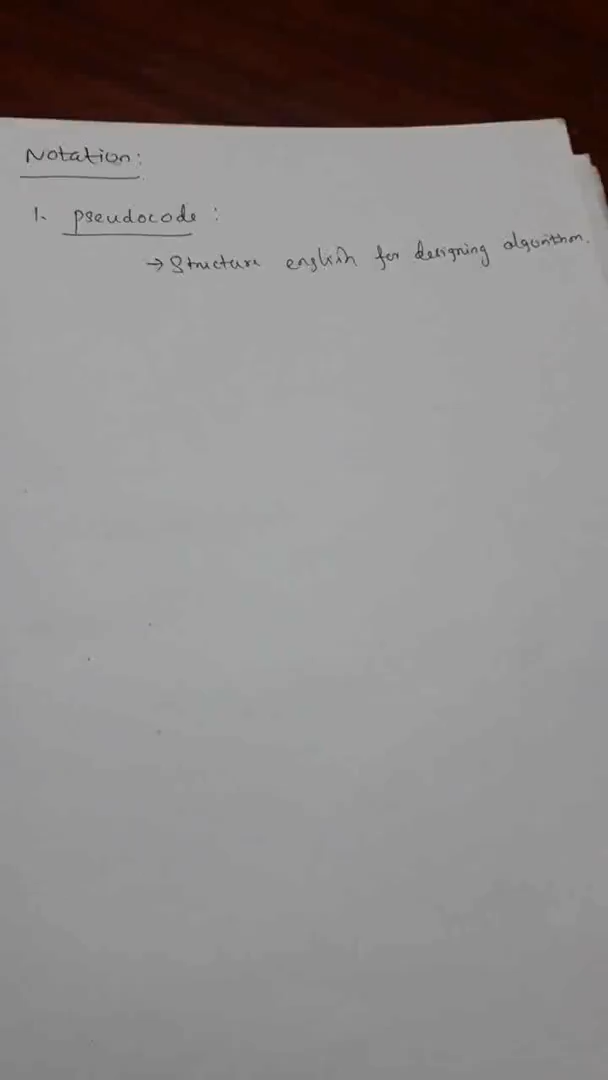 Notation:
1. pseudocode :
→ Structure english for designing algorithm.